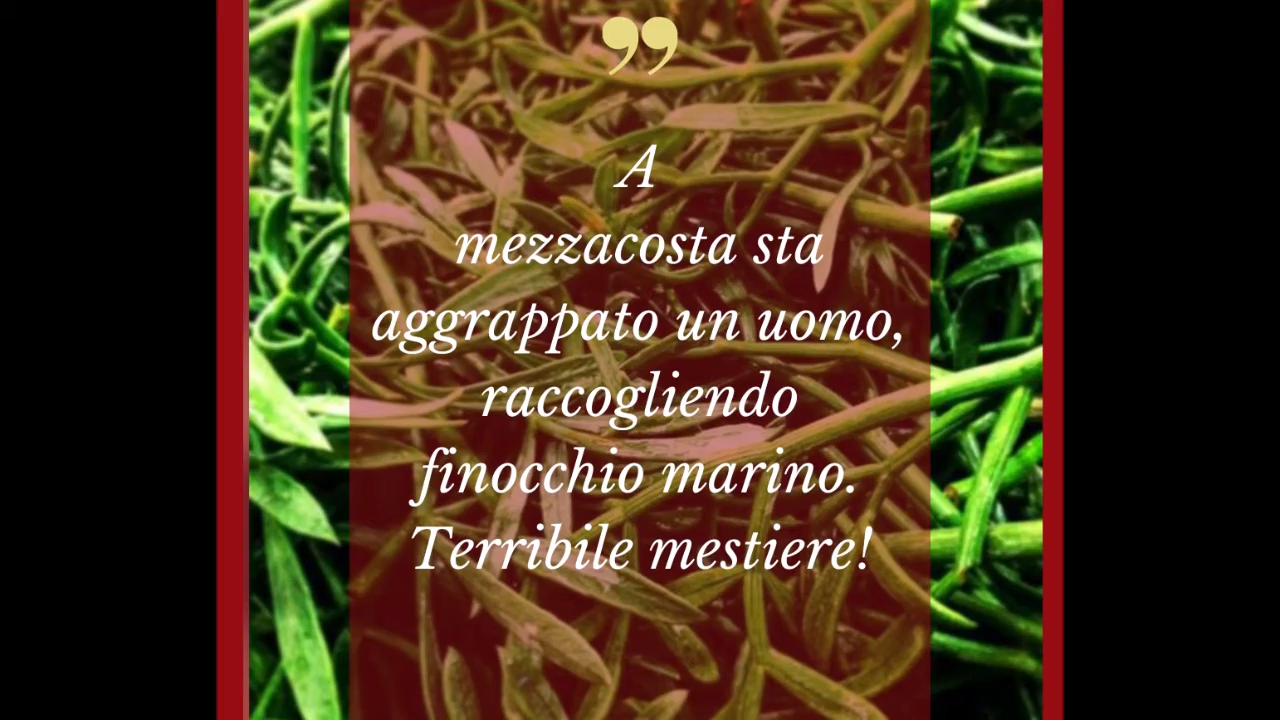 ”
A
mezzacosta sta
aggrappato un uomo,
raccogliendo
finocchio marino.
Terribile mestiere!